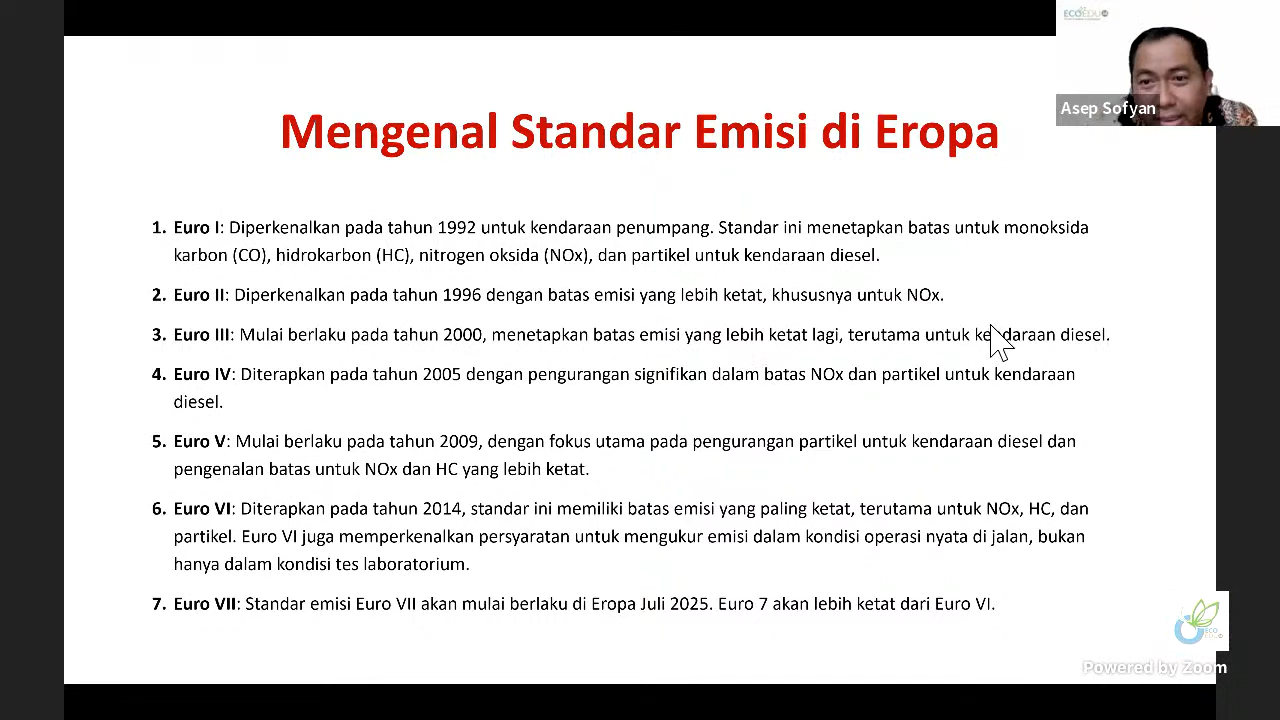 ECOEDU
Asep Sofyan
Mengenal Standar Emisi di Eropa
1. Euro I: Diperkenalkan pada tahun 1992 untuk kendaraan penumpang. Standar ini menetapkan batas untuk monoksida
karbon (CO), hidrokarbon (HC), nitrogen oksida (NOx), dan partikel untuk kendaraan diesel.
2. Euro II: Diperkenalkan pada tahun 1996 dengan batas emisi yang lebih ketat, khususnya untuk NOx.
3. Euro III: Mulai berlaku pada tahun 2000, menetapkan batas emisi yang lebih ketat lagi, terutama untuk kendaraan diesel.
4. Euro IV: Diterapkan pada tahun 2005 dengan pengurangan signifikan dalam batas NOx dan partikel untuk kendaraan
diesel.
5. Euro V: Mulai berlaku pada tahun 2009, dengan fokus utama pada pengurangan partikel untuk kendaraan diesel dan
pengenalan batas untuk NOx dan HC yang lebih ketat.
6. Euro VI: Diterapkan pada tahun 2014, standar ini memiliki batas emisi yang paling ketat, terutama untuk NOx, HC, dan
partikel. Euro VI juga memperkenalkan persyaratan untuk mengukur emisi dalam kondisi operasi nyata di jalan, bukan
hanya dalam kondisi tes laboratorium.
7. Euro VII: Standar emisi Euro VII akan mulai berlaku di Eropa Juli 2025. Euro 7 akan lebih ketat dari Euro VI.
ECO
EDU
Powered by Zoom